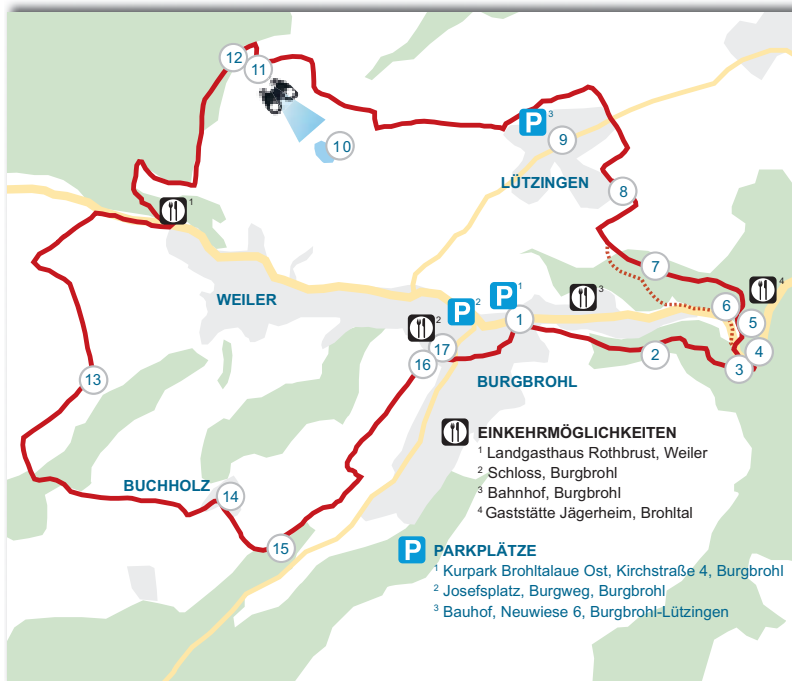 12
11
P 3
10
9
LÜTZINGEN
8
1
7
4
WEILER
P 1
3
6
P 2
5
1
2
17
4
16
2
3
13
BURGBROHL
EINKEHRMÖGLICHKEITEN
1 Landgasthaus Rothbrust, Weiler
2 Schloss, Burgbrohl
3 Bahnhof, Burgbrohl
4 Gaststätte Jägerheim, Brohltal
BUCHHOLZ
14
15
P PARKPLÄTZE
1 Kurpark Brohltalaue Ost, Kirchstraße 4, Burgbrohl
2 Josefsplatz, Burgweg, Burgbrohl
3 Bauhof, Neuwiese 6, Burgbrohl-Lützingen